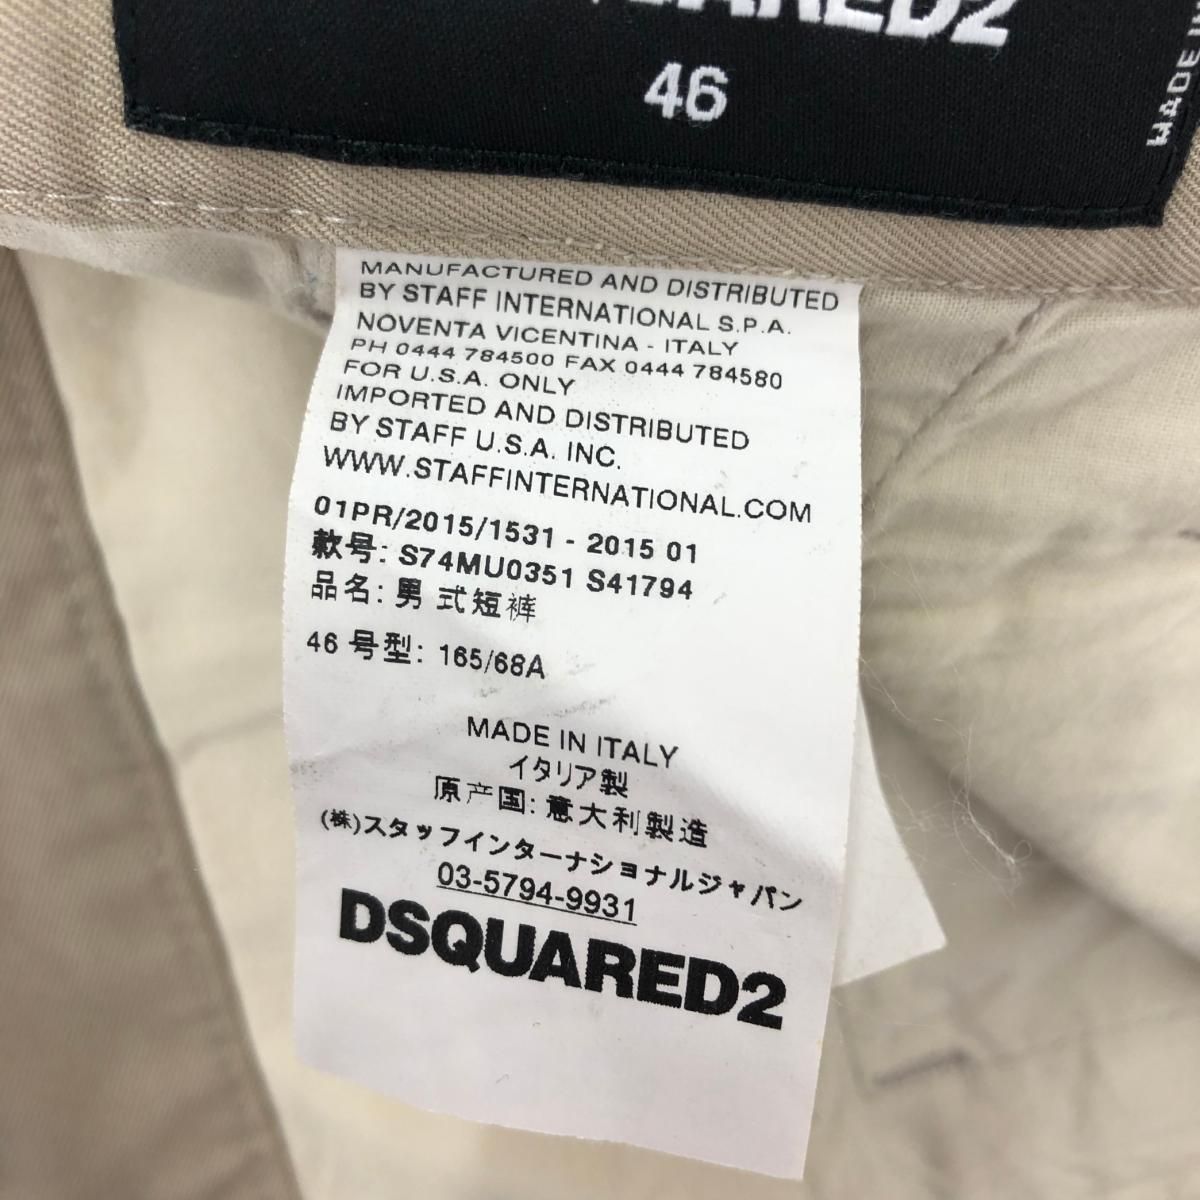 46
MADE
MANUFACTURED AND DISTRIBUTED
BY STAFF INTERNATIONAL S.P.A.
NOVENTA VICENTINA - ITALY
PH 0444 784500 FAX 0444 784580
FOR U.S.A. ONLY
IMPORTED AND DISTRIBUTED
BY STAFF U.S.A. INC.
WWW.STAFFINTERNATIONAL.COM
01PR/2015/1531 - 2015 01
款号: S74MU0351 S41794
品名: 男 式短裤
46 号型: 165/68A
MADE IN ITALY
イタリア製
原产国: 意大利製造
(株)スタッフインターナショナルジャパン
03-5794-9931
DSQUARED2